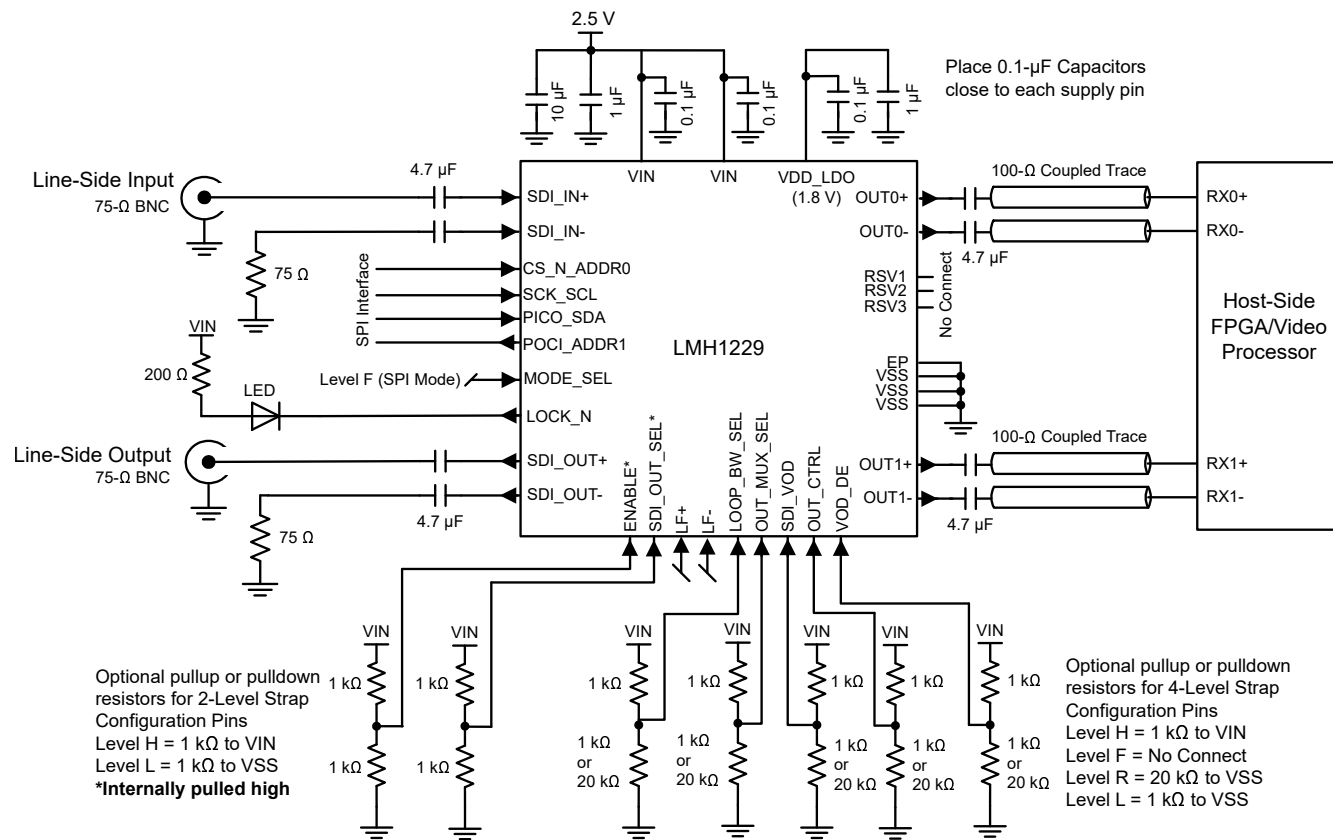 2.5 V
10 µF
1 µF
0.1 µF
0.1 µF
0.1 µF
1 µF
Place 0.1-µF Capacitors
close to each supply pin
Line-Side Input
75-Ω BNC
4.7 µF
75 Ω
SPI Interface
VIN
200 Ω
LED
Level F (SPI Mode)
Line-Side Output
75-Ω BNC
4.7 µF
75 Ω
VIN
VIN
VDD_LDO
(1.8 V)
SDI_IN+
SDI_IN-
CS_N_ADDR0
SCK_SCL
PICO_SDA
POCI_ADDR1
MODE_SEL
LOCK_N
SDI_OUT+
SDI_OUT-
LMH1229
OUT0+
OUT0-
RSV1
RSV2
RSV3
No Connect
EP
VSS
VSS
VSS
OUT1+
OUT1-
ENABLE*
SDI_OUT_SEL*
LF+
LF-
LOOP_BW_SEL
OUT_MUX_SEL
SDI_VOD
OUT_CTRL
VOD_DE
100-Ω Coupled Trace
4.7 µF
100-Ω Coupled Trace
4.7 µF
RX0+
RX0-
Host-Side
FPGA/Video
Processor
RX1+
RX1-
Optional pullup or pulldown
resistors for 2-Level Strap
Configuration Pins
Level H = 1 kΩ to VIN
Level L = 1 kΩ to VSS
*Internally pulled high
VIN
1 kΩ
1 kΩ
VIN
1 kΩ
1 kΩ
VIN
1 kΩ
1 kΩ
or
20 kΩ
VIN
1 kΩ
1 kΩ
or
20 kΩ
VIN
1 kΩ
1 kΩ
or
20 kΩ
VIN
1 kΩ
1 kΩ
or
20 kΩ
VIN
1 kΩ
1 kΩ
or
20 kΩ
Optional pullup or pulldown
resistors for 4-Level Strap
Configuration Pins
Level H = 1 kΩ to VIN
Level F = No Connect
Level R = 20 kΩ to VSS
Level L = 1 kΩ to VSS